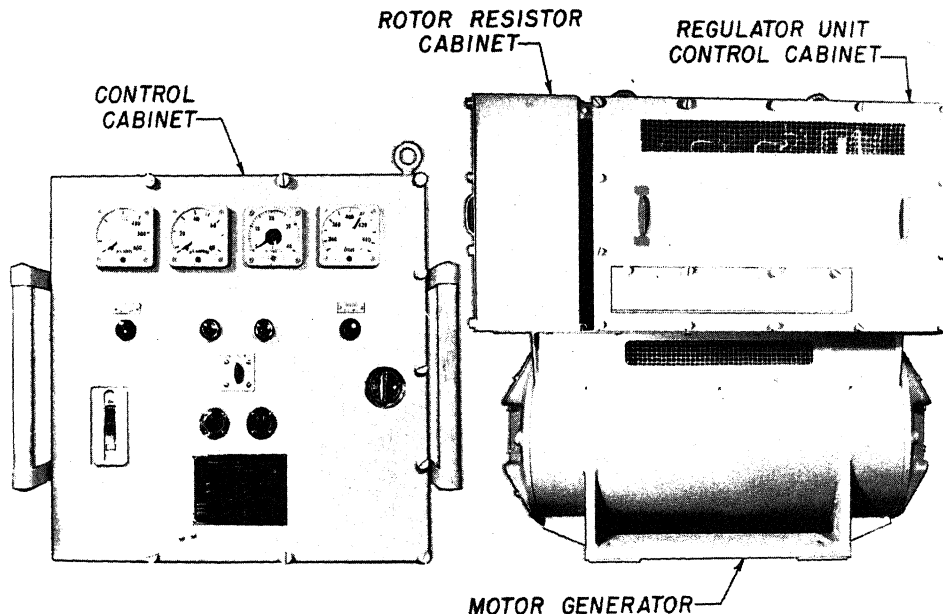 ROTOR RESISTOR
CABINET
REGULATOR UNIT
CONTROL CABINET
CONTROL
CABINET
MOTOR GENERATOR